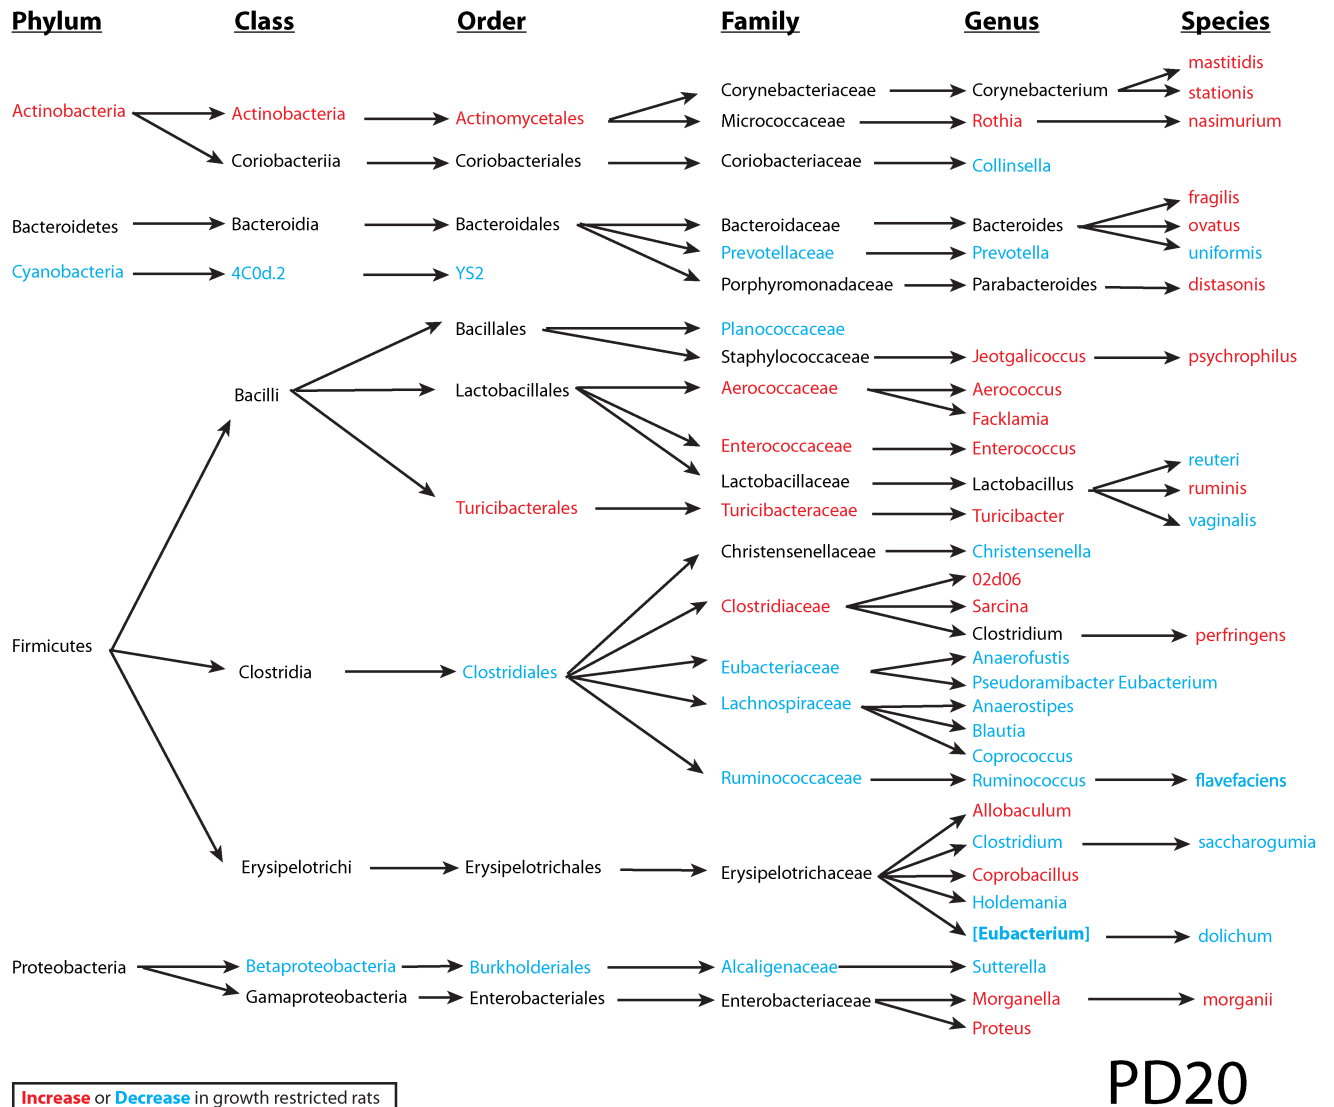 Phylum Class Order Family Genus Species
mastitidis
Corynebacteriaceae Corynebacterium
stationis
Actinobacteria Actinobacteria Actinomycetales
Micrococcaceae Rothia nasimurium
Coriobacteriia Coriobacteriales Coriobacteriaceae Collinsella
fragilis
Bacteroidetes Bacteroidia Bacteroidales Bacteroidaceae Bacteroides ovatus
Prevotellaceae Prevotella uniformis
Cyanobacteria 4C0d.2 YS2
Porphyromonadaceae Parabacteroides distasonis
Bacillales Planococcaceae
Staphylococcaceae Jeotgalicoccus psychrophilus
Bacilli Lactobacillales Aerococcaceae Aerococcus
Facklamia
Enterococcaceae Enterococcus
reuteri
Lactobacillaceae Lactobacillus ruminis
Turicibacterales Turicibacteraceae Turicibacter
vaginalis
Christensenellaceae Christensenella
02d06
Clostridiaceae Sarcina
Clostridium perfringens
Firmicutes
Anaerofustis
Clostridia Clostridiales Eubacteriaceae
Pseudoramibacter Eubacterium
Lachnospiraceae Anaerostipes
Blautia
Coprococcus
Ruminococcaceae Ruminococcus flavefaciens
Allobaculum
Clostridium saccharogumia
Erysipelotrichi Erysipelotrichales Erysipelotrichaceae Coprobacillus
Holdemania
[Eubacterium] dolichum
Proteobacteria Betaproteobacteria Burkholderiales Alcaligenaceae Sutterella
Gamaproteobacteria Enterobacteriales Enterobacteriaceae Morganella morganii
Proteus
PD20
Increase or Decrease in growth restricted rats